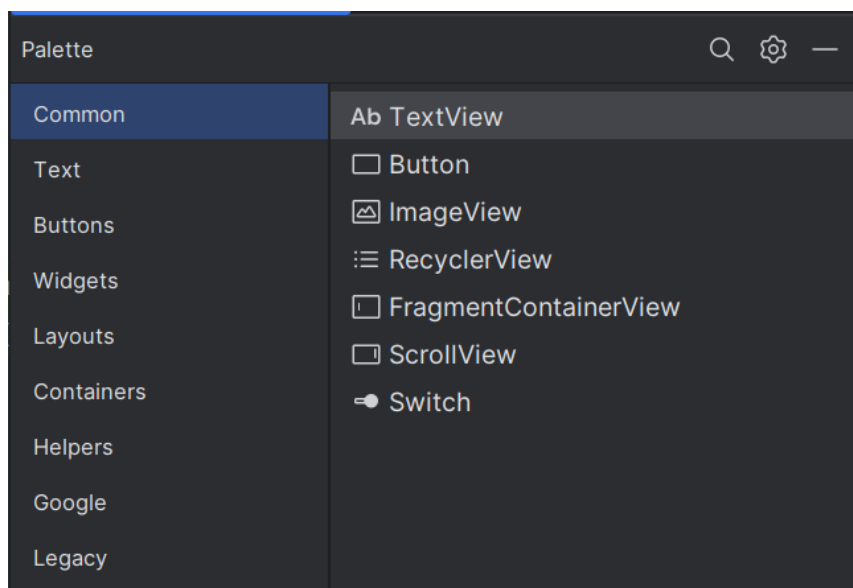 Palette
Common
Text
Buttons
Widgets
Layouts
Containers
Helpers
Google
Legacy
Ab TextView
Button
ImageView
RecyclerView
FragmentContainerView
ScrollView
Switch